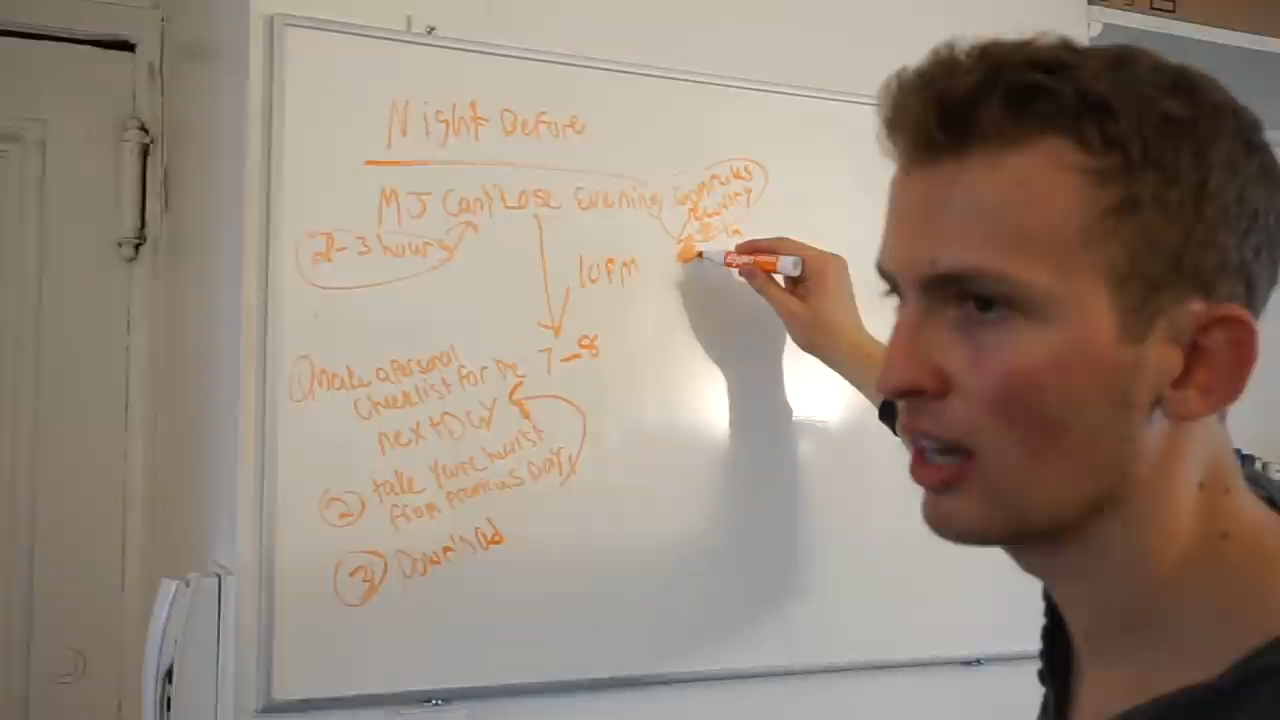 Night Before
MJ Can't Lose Evening
recovery
2-3 hours
10PM
7-8
① Make a Personal
Checklist For the
next Day
② take your
from Previous Day
③ Download